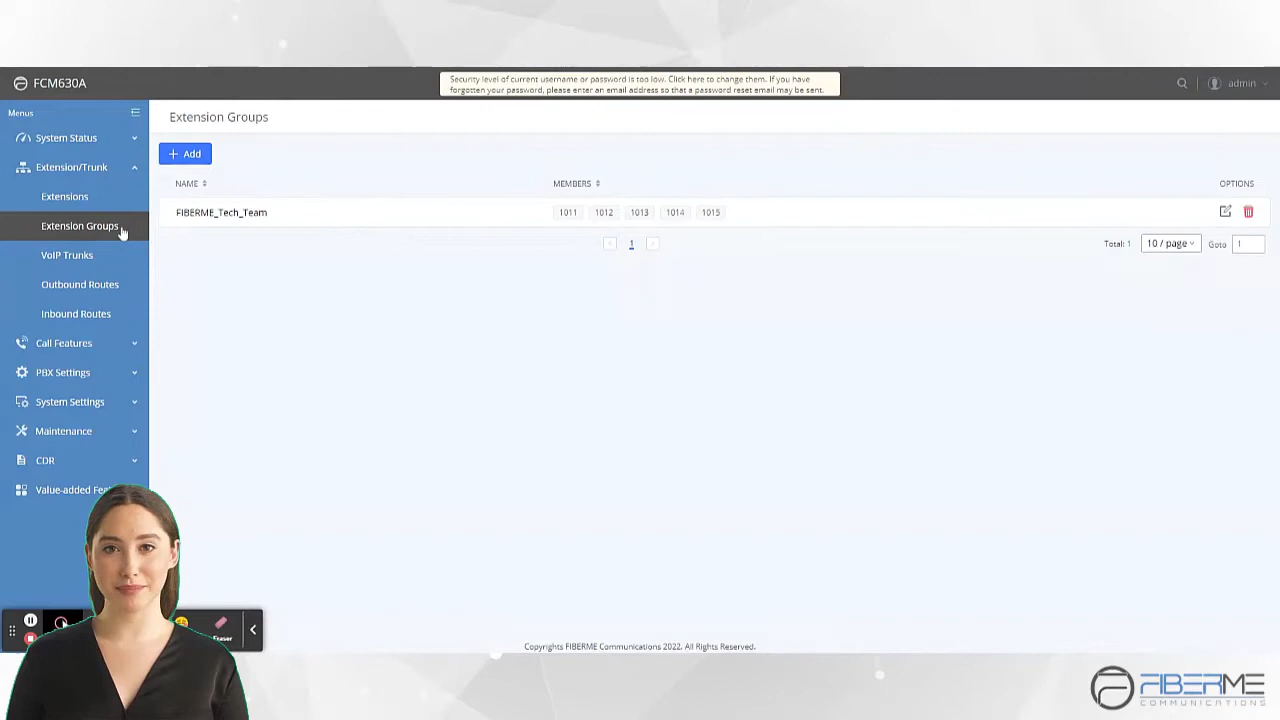 FCM630A
Security level of current username or password is too low. Click here to change them. If you have
forgotten your password, please enter an email address so that a password reset email may be sent.
admin
Menus
System Status
Extension/Trunk
Extensions
Extension Groups
VoIP Trunks
Outbound Routes
Inbound Routes
Call Features
PBX Settings
System Settings
Maintenance
CDR
Value-added
Extension Groups
+ Add
NAME
MEMBERS
OPTIONS
FIBERME_Tech_Team
1011 1012 1013 1014 1015
< 1 >
Total: 1
10 / page
Goto
1
Copyrights FIBERME Communications 2022. All Rights Reserved.
FIBERME
COMMUNICATIONS